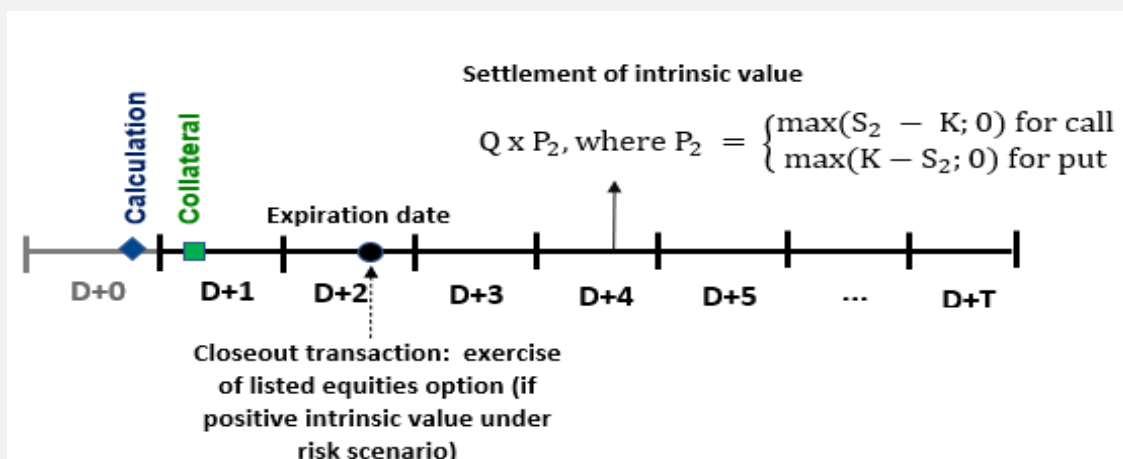 Settlement of intrinsic value
Q x P₂, where P₂ = {max(S₂ − K; 0) for call
max(K − S₂; 0) for put
Calculation
Collateral
Expiration date
D+0 D+1 D+2 D+3 D+4 D+5 ... D+T
Closeout transaction: exercise
of listed equities option (if
positive intrinsic value under
risk scenario)